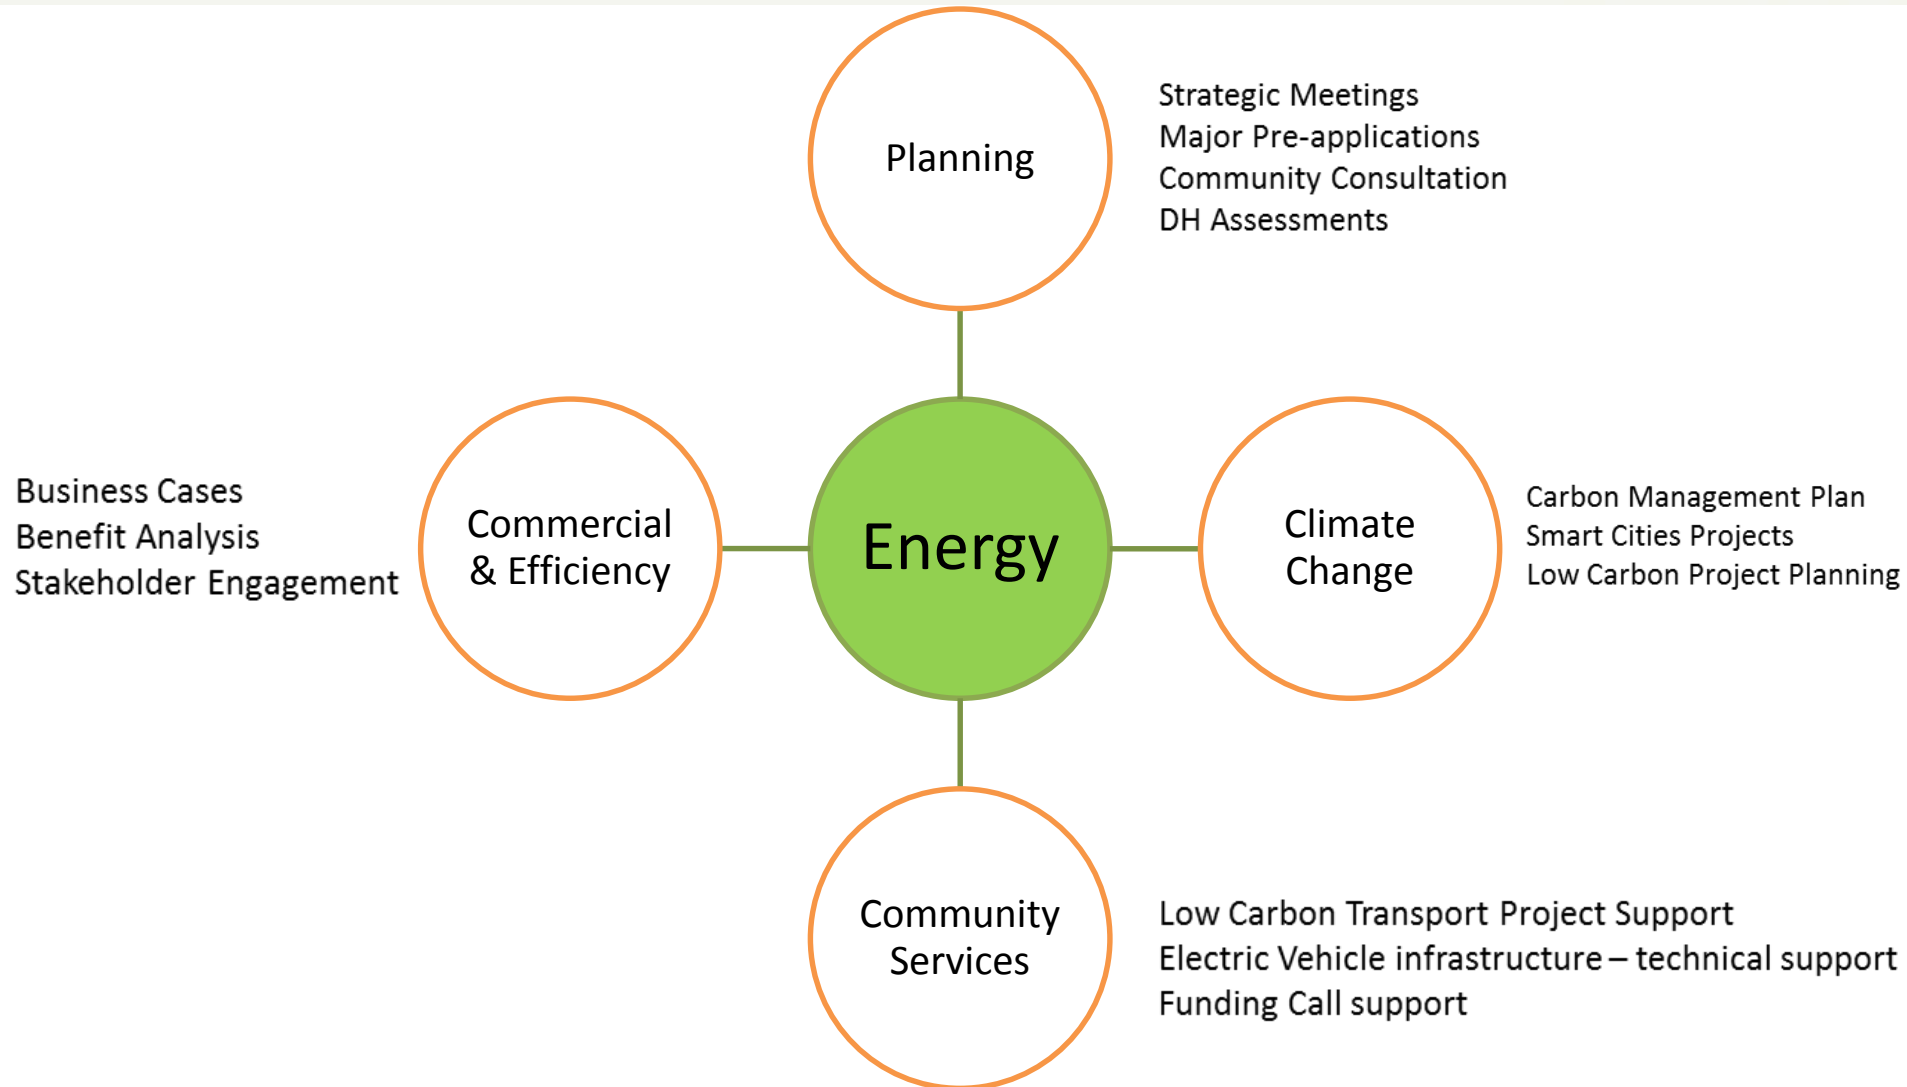 Planning
Strategic Meetings
Major Pre-applications
Community Consultation
DH Assessments
Business Cases
Benefit Analysis
Stakeholder Engagement
Commercial
& Efficiency
Energy
Climate
Change
Carbon Management Plan
Smart Cities Projects
Low Carbon Project Planning
Community
Services
Low Carbon Transport Project Support
Electric Vehicle infrastructure – technical support
Funding Call support